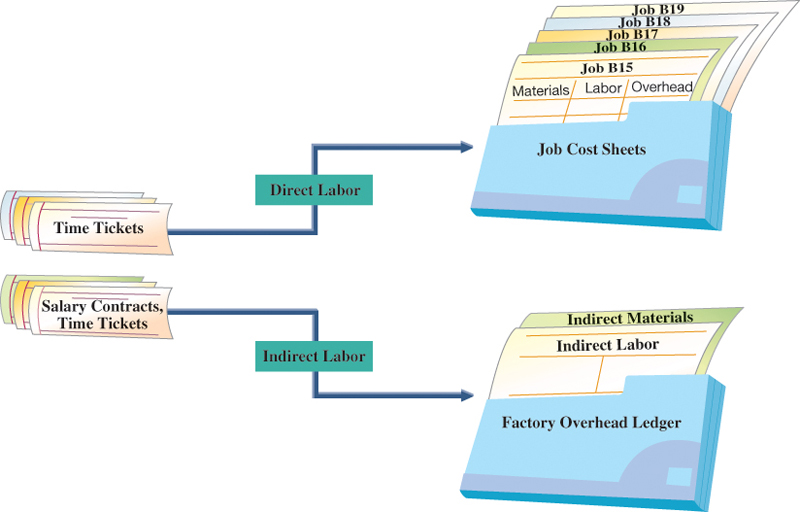 Job B19
Job B18
Job B17
Job B16
Job B15
Materials Labor Overhead
Job Cost Sheets
Direct Labor
Time Tickets
Salary Contracts,
Time Tickets
Indirect Labor
Indirect Materials
Indirect Labor
Factory Overhead Ledger